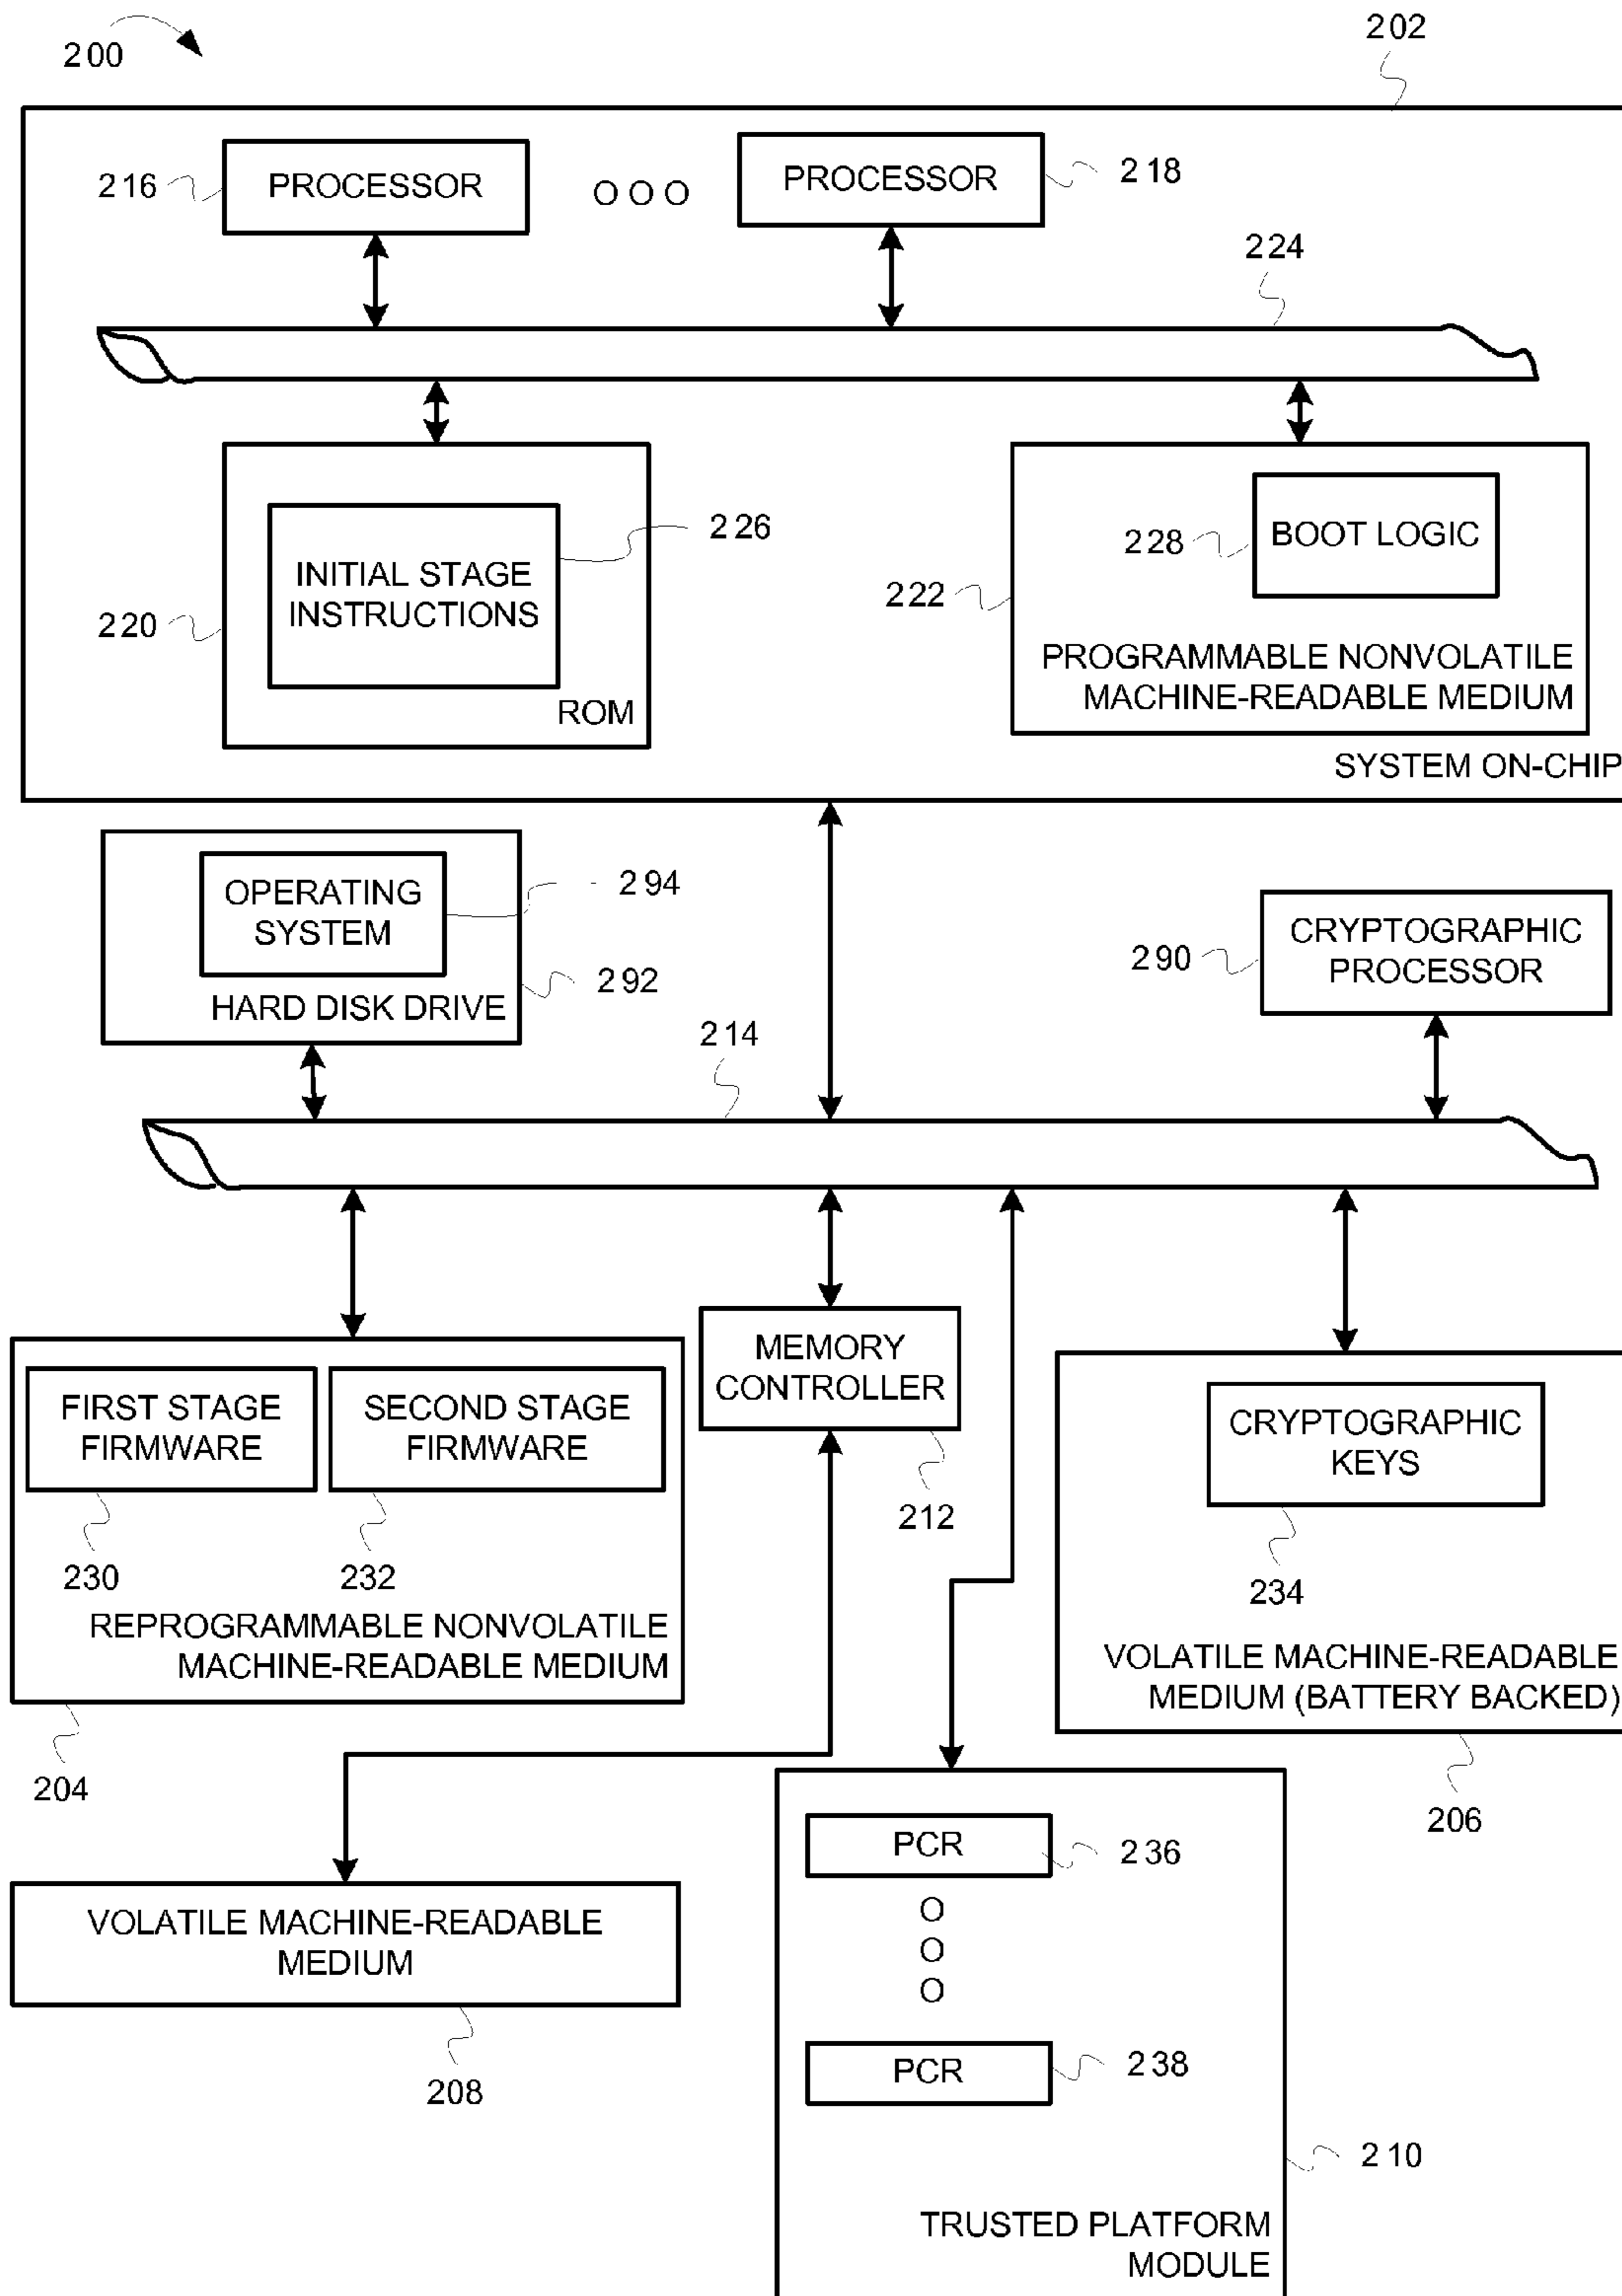 200
202
216
PROCESSOR
OOO
PROCESSOR
218
224
226
INITIAL STAGE
INSTRUCTIONS
220
ROM
228
BOOT LOGIC
222
PROGRAMMABLE NONVOLATILE
MACHINE-READABLE MEDIUM
SYSTEM ON-CHIP
OPERATING
SYSTEM
294
HARD DISK DRIVE
292
290
CRYPTOGRAPHIC
PROCESSOR
214
FIRST STAGE
FIRMWARE
SECOND STAGE
FIRMWARE
230
232
REPROGRAMMABLE NONVOLATILE
MACHINE-READABLE MEDIUM
204
MEMORY
CONTROLLER
212
CRYPTOGRAPHIC
KEYS
234
VOLATILE MACHINE-READABLE
MEDIUM (BATTERY BACKED)
206
VOLATILE MACHINE-READABLE
MEDIUM
208
PCR
236
O
O
O
PCR
238
210
TRUSTED PLATFORM
MODULE